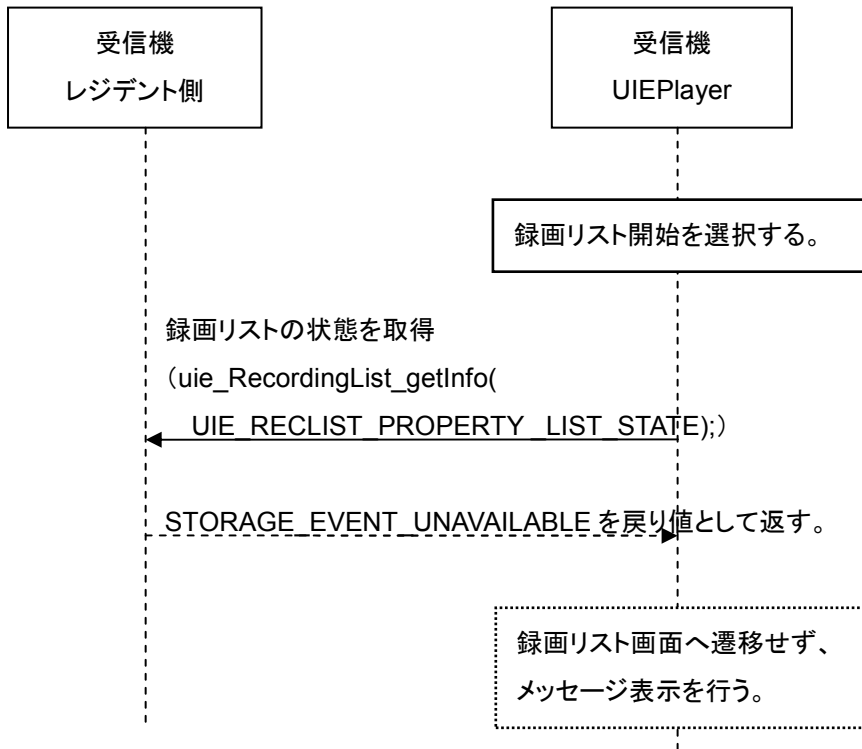 受信機
レジデント側
受信機
UIEPlayer
録画リスト開始を選択する。
録画リストの状態を取得
（uie_RecordingList_getInfo(
UIE_RECLIST_PROPERTY _LIST_STATE);）
STORAGE_EVENT_UNAVAILABLE を戻り値として返す。
録画リスト画面へ遷移せず、
メッセージ表示を行う。